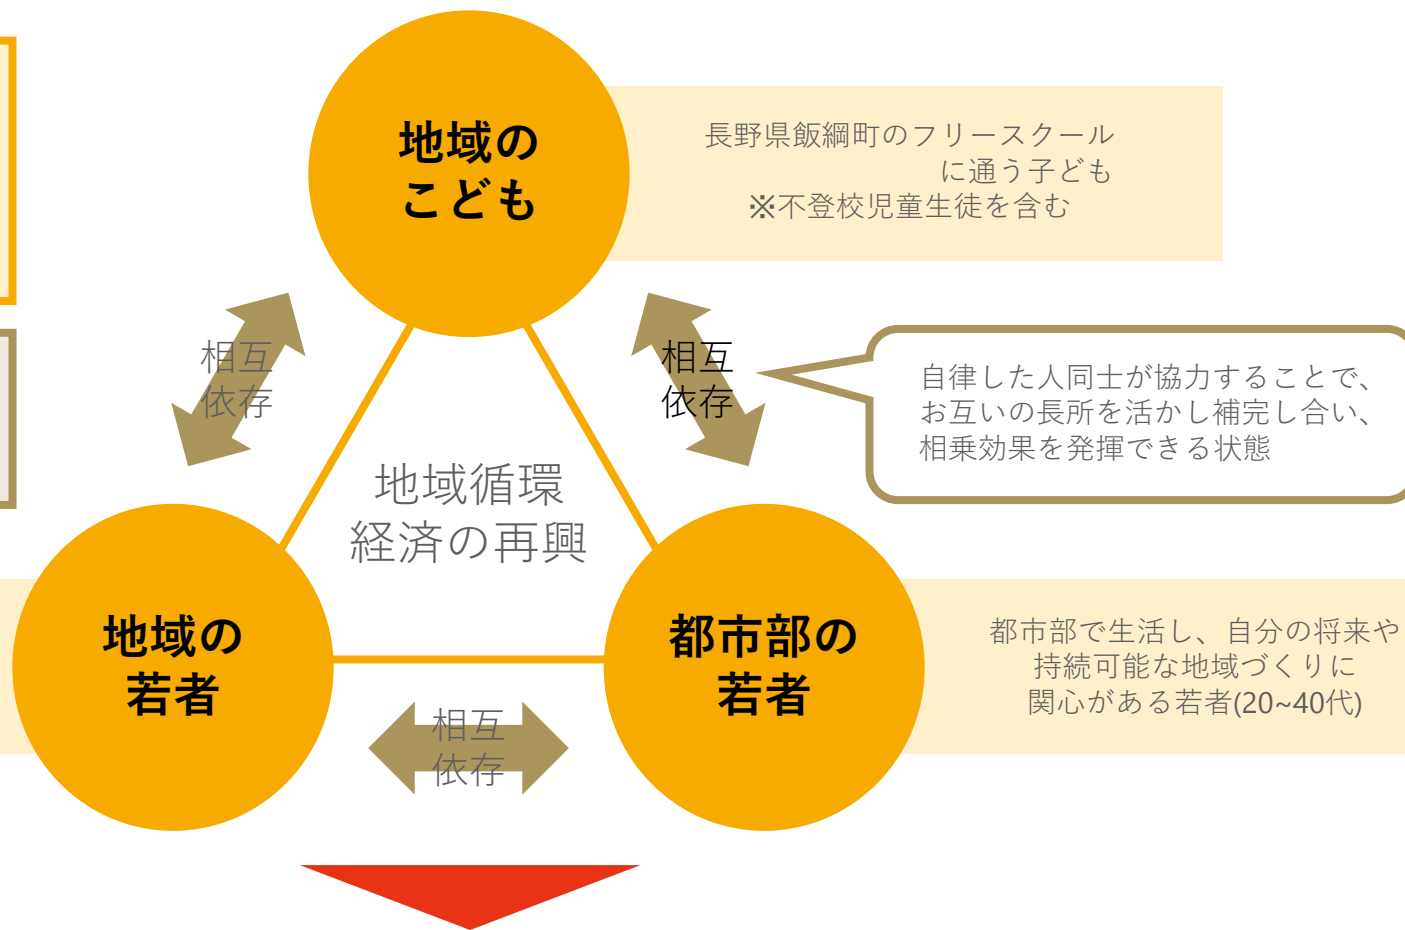 地域の
こども
長野県飯綱町のフリースクール
に通う子ども
※不登校児童生徒を含む
相互
依存
相互
依存
自律した人同士が協力することで、
お互いの長所を活かし補完し合い、
相乗効果を発揮できる状態
地域循環
経済の再興
地域の
若者
都市部の
若者
都市部で生活し、自分の将来や
持続可能な地域づくりに
関心がある若者(20~40代)
相互
依存